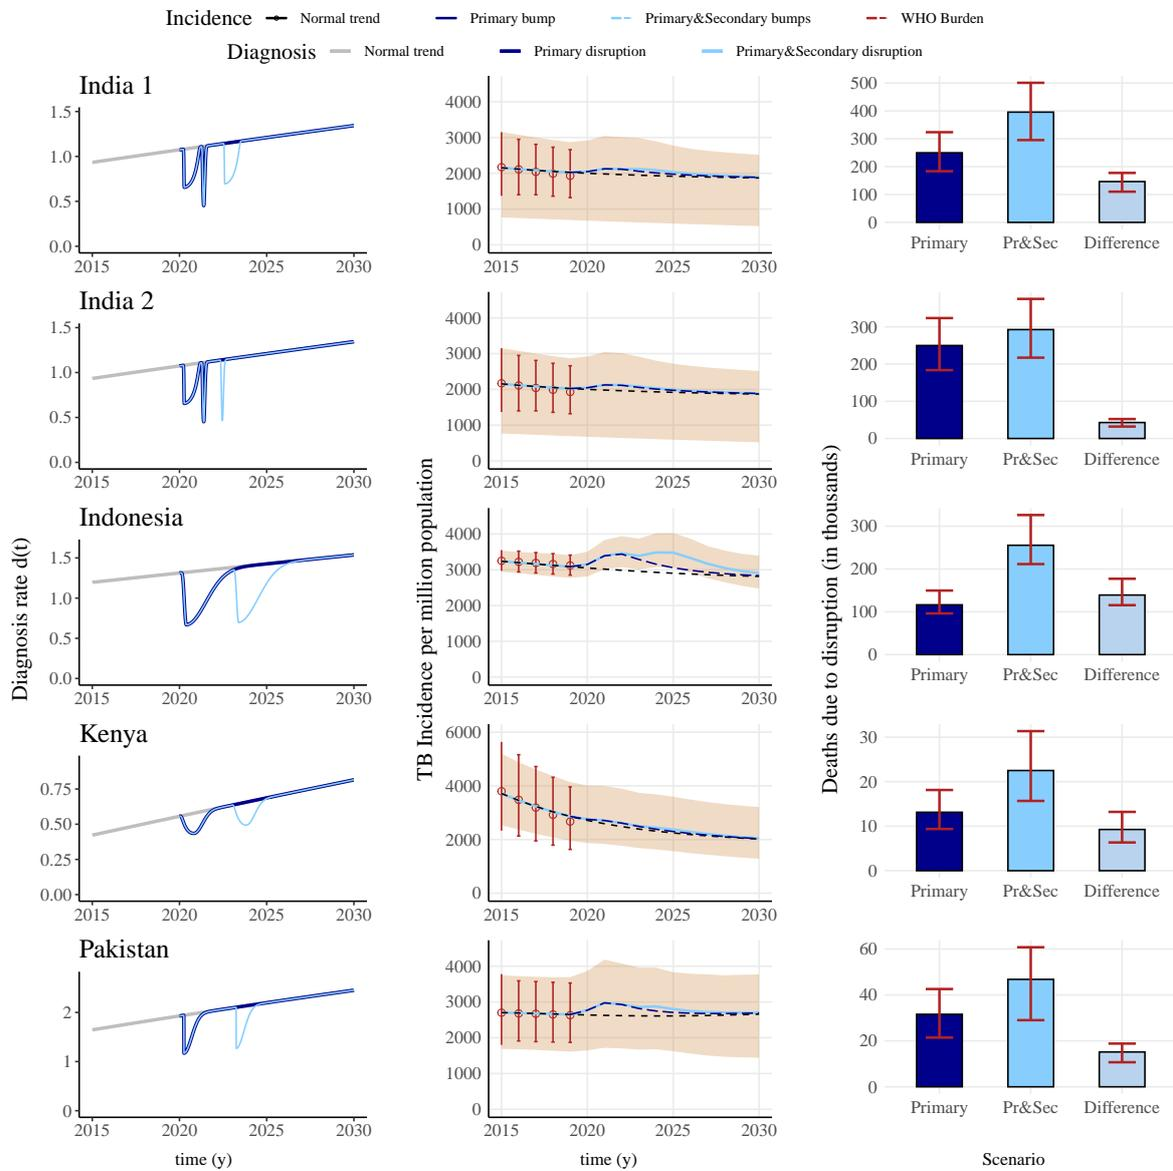 Incidence Normal trend Primary bump Primary&Secondary bumps WHO Burden
Diagnosis Normal trend Primary disruption Primary&Secondary disruption
India 1
1.5
1.0
0.5
0.0
2015 2020 2025 2030
4000
3000
2000
1000
0
2015 2020 2025 2030
500
400
300
200
100
0
Primary Pr&Sec Difference
India 2
1.5
1.0
0.5
0.0
2015 2020 2025 2030
4000
3000
2000
1000
0
2015 2020 2025 2030
300
200
100
0
Primary Pr&Sec Difference
Indonesia
1.5
1.0
0.5
0.0
2015 2020 2025 2030
4000
3000
2000
1000
0
2015 2020 2025 2030
300
200
100
0
Primary Pr&Sec Difference
Kenya
0.75
0.50
0.25
0.00
2015 2020 2025 2030
6000
4000
2000
0
2015 2020 2025 2030
30
20
10
0
Primary Pr&Sec Difference
Pakistan
2
1
0
2015 2020 2025 2030
4000
3000
2000
1000
0
2015 2020 2025 2030
60
40
20
0
Primary Pr&Sec Difference
Diagnosis rate d(t)
TB Incidence per million population
Deaths due to disruption (in thousands)
time (y) time (y) Scenario